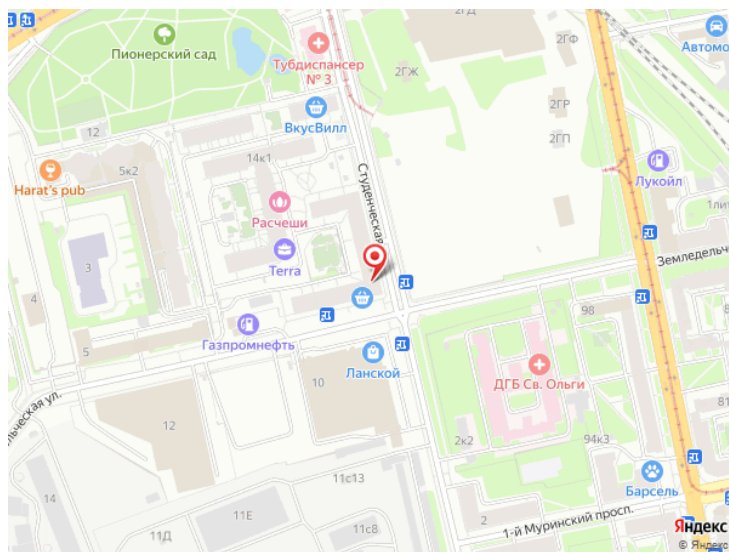 2ГД
Пионерский сад
Тубдиспансер
№ 3
2ГФ
Автомо
2ГЖ
2ГР
ВкусВилл
12
2ГП
14к1
Студенческая
5к2
Harat's pub
Лукойл
Расчеши
1лит
3
Terra
Земледельч
4
98
Газпромнефть
5
Ланской
10
ДГБ Св. Ольги
льческая ул.
12
81
2к2
94к3
11с13
Барсель
14
11Е
2
1-й Муринский просп.
11Д
11с8
Яндекс
© Яндекс